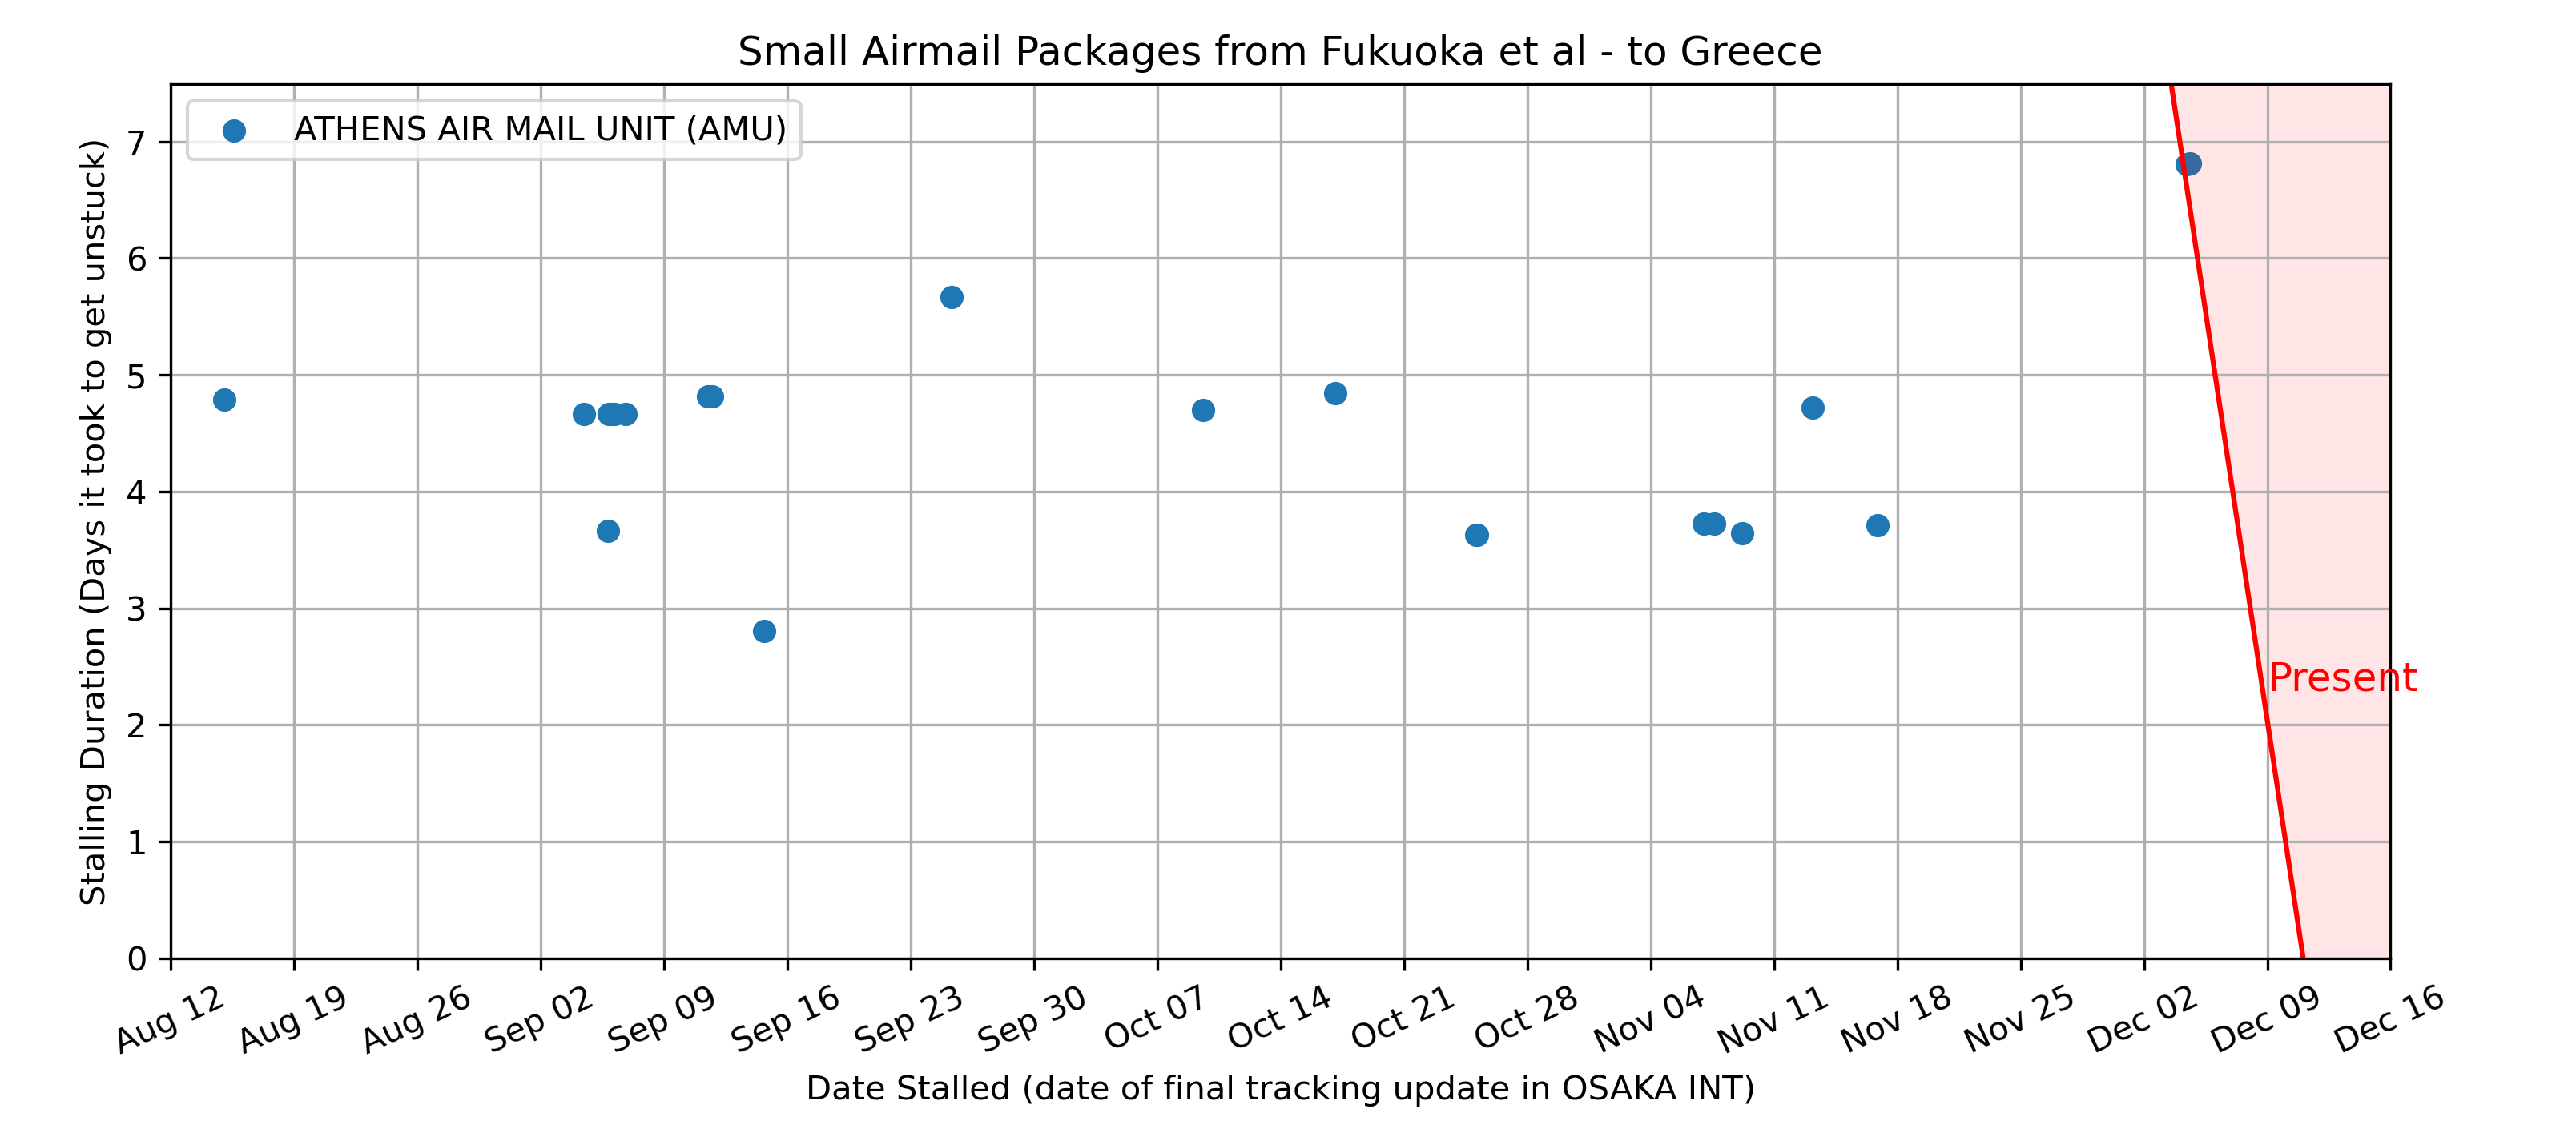 Small Airmail Packages from Fukuoka et al - to Greece
ATHENS AIR MAIL UNIT (AMU)
Stalling Duration (Days it took to get unstuck)
7
6
5
4
3
2
1
0
Present
Aug 12
Aug 19
Aug 26
Sep 02
Sep 09
Sep 16
Sep 23
Sep 30
Oct 07
Oct 14
Oct 21
Oct 28
Nov 04
Nov 11
Nov 18
Nov 25
Dec 02
Dec 09
Dec 16
Date Stalled (date of final tracking update in OSAKA INT)